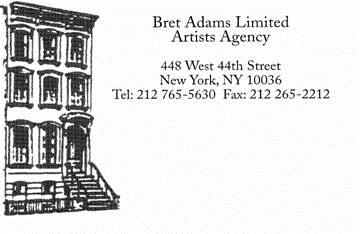 Bret Adams Limited
Artists Agency
448 West 44th Street
New York, NY 10036
Tel: 212 765-5630  Fax: 212 265-2212